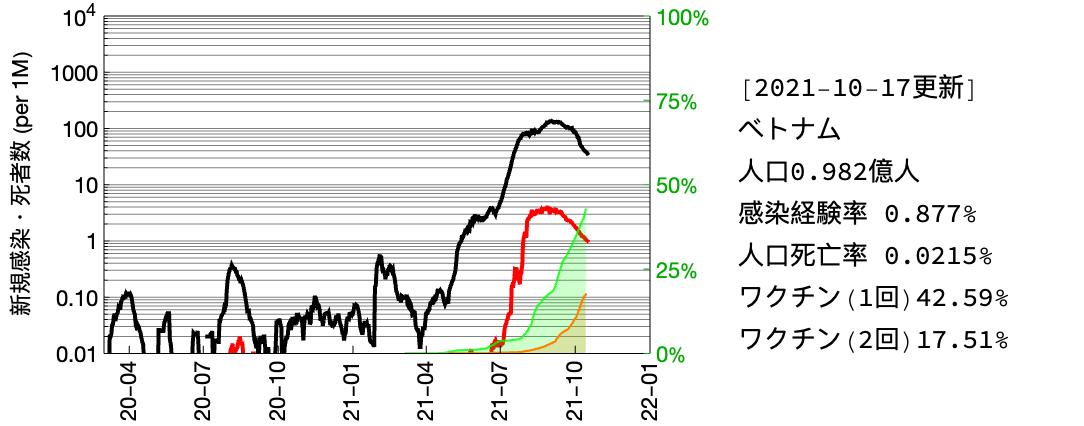 新規感染・死者数 (per 1M)
10^4
1000
100
10
1
0.10
0.01
100%
75%
50%
25%
0%
20-04
20-07
20-10
21-01
21-04
21-07
21-10
22-01
[2021-10-17更新]
ベトナム
人口0.982億人
感染経験率 0.877%
人口死亡率 0.0215%
ワクチン(1回)42.59%
ワクチン(2回)17.51%